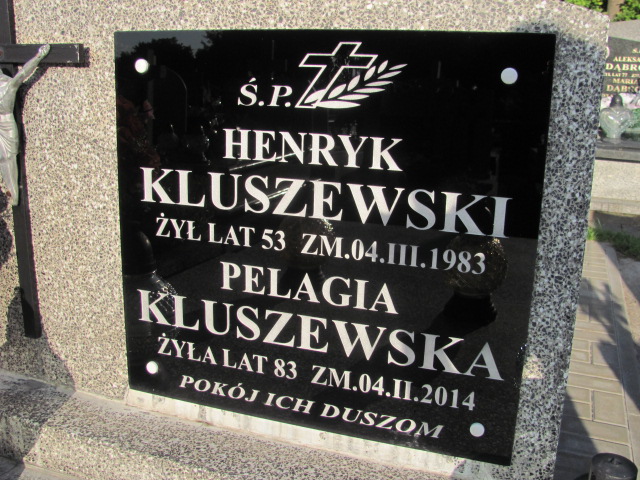 Ś.P.
HENRYK
KLUSZEWSKI
ŻYŁ LAT 53 ZM.04.III.1983
PELAGIA
KLUSZEWSKA
ŻYŁA LAT 83 ZM.04.II.2014
POKÓJ ICH DUSZOM
MARIA